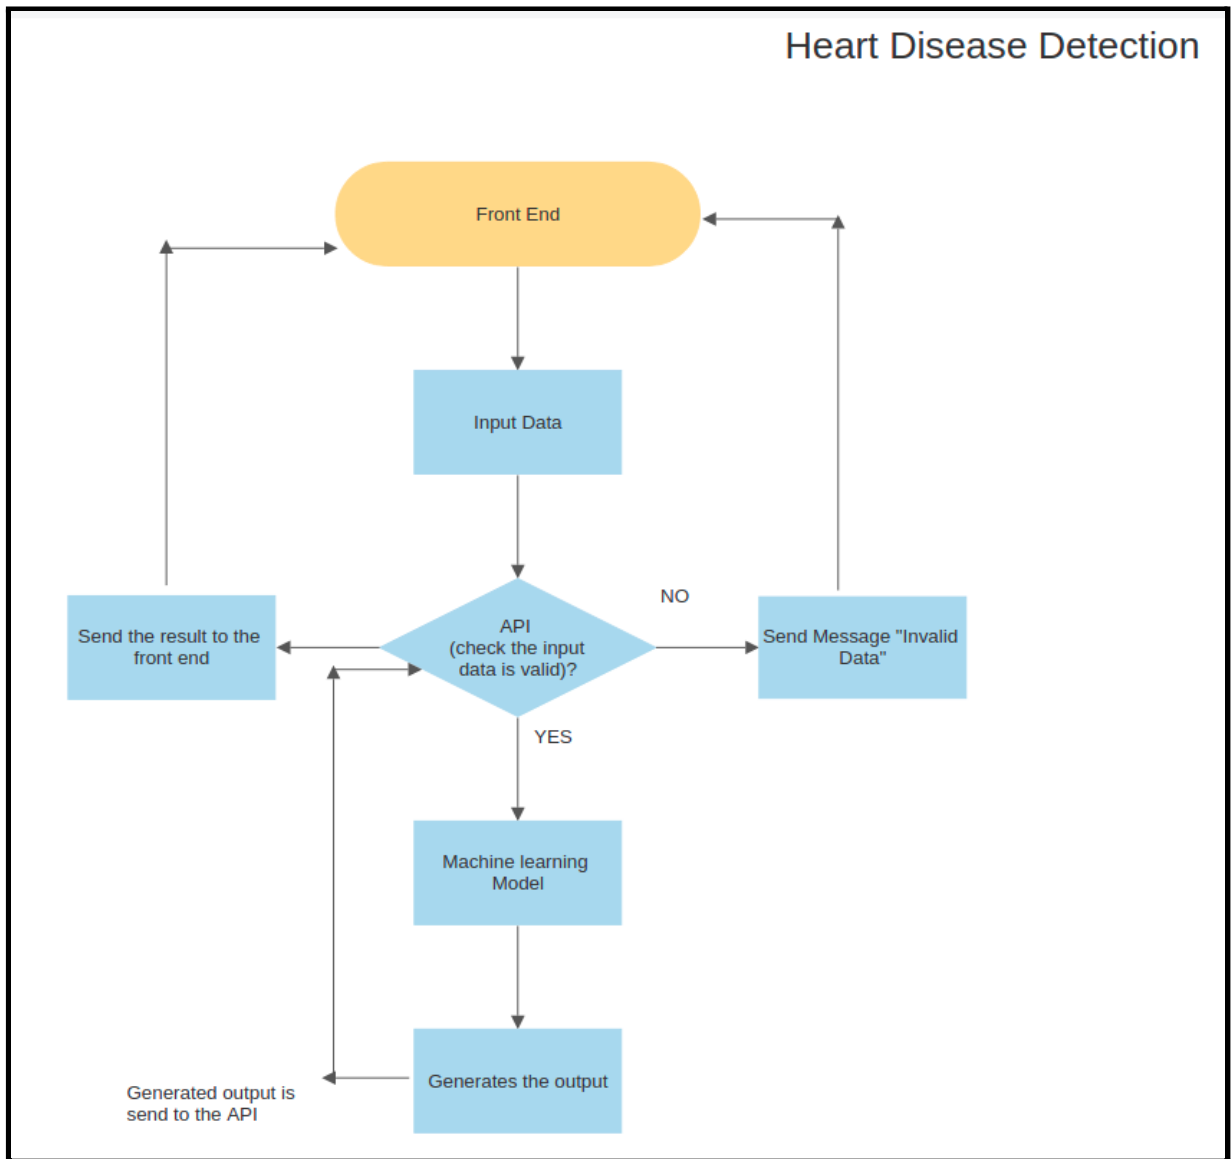 Heart Disease Detection
Front End
Input Data
NO
API
(check the input
data is valid)?
Send the result to the
front end
Send Message "Invalid
Data"
YES
Machine learning
Model
Generates the output
Generated output is
send to the API